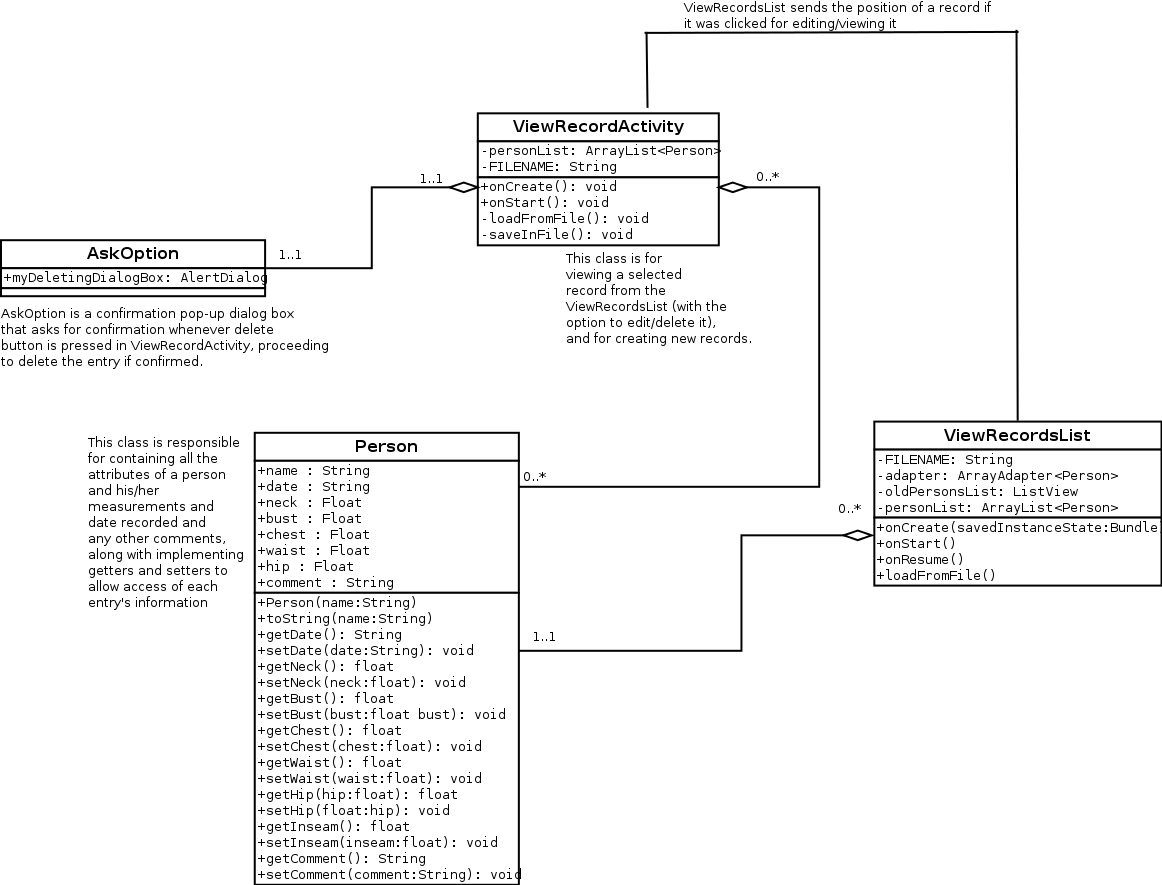 ViewRecordsList sends the position of a record if
it was clicked for editing/viewing it
ViewRecordActivity
-personList: ArrayList<Person>
-FILENAME: String
+onCreate(): void
+onStart(): void
-loadFromFile(): void
-saveInFile(): void
1..1
0..*
This class is for
viewing a selected
record from the
ViewRecordsList (with the
option to edit/delete it),
and for creating new records.
AskOption
+myDeletingDialogBox: AlertDialog
1..1
AskOption is a confirmation pop-up dialog box
that asks for confirmation whenever delete
button is pressed in ViewRecordActivity, proceeding
to delete the entry if confirmed.
This class is responsible
for containing all the
attributes of a person
and his/her
measurements and
date recorded and
any other comments,
along with implementing
getters and setters to
allow access of each
entry's information
Person
+name : String
+date : String
+neck : Float
+bust : Float
+chest : Float
+waist : Float
+hip : Float
+comment : String
+Person(name:String)
+toString(name:String)
+getDate(): String
+setDate(date:String): void
+getNeck(): float
+setNeck(neck:float): void
+getBust(): float
+setBust(bust:float bust): void
+getChest(): float
+setChest(chest:float): void
+getWaist(): float
+setWaist(waist:float): void
+getHip(hip:float): float
+setHip(float:hip): void
+getInseam(): float
+setInseam(inseam:float): void
+getComment(): String
+setComment(comment:String): void
0..*
1..1
0..*
ViewRecordsList
-FILENAME: String
-adapter: ArrayAdapter<Person>
-oldPersonsList: ListView
-personList: ArrayList<Person>
+onCreate(savedInstanceState:Bundle
+onStart()
+onResume()
+loadFromFile()